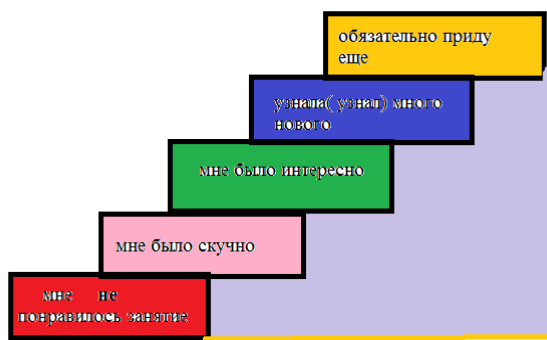 обязательно приду
еще
узнала( узнал) много
нового
мне было интересно
мне было скучно
мне не
понравилось занятие